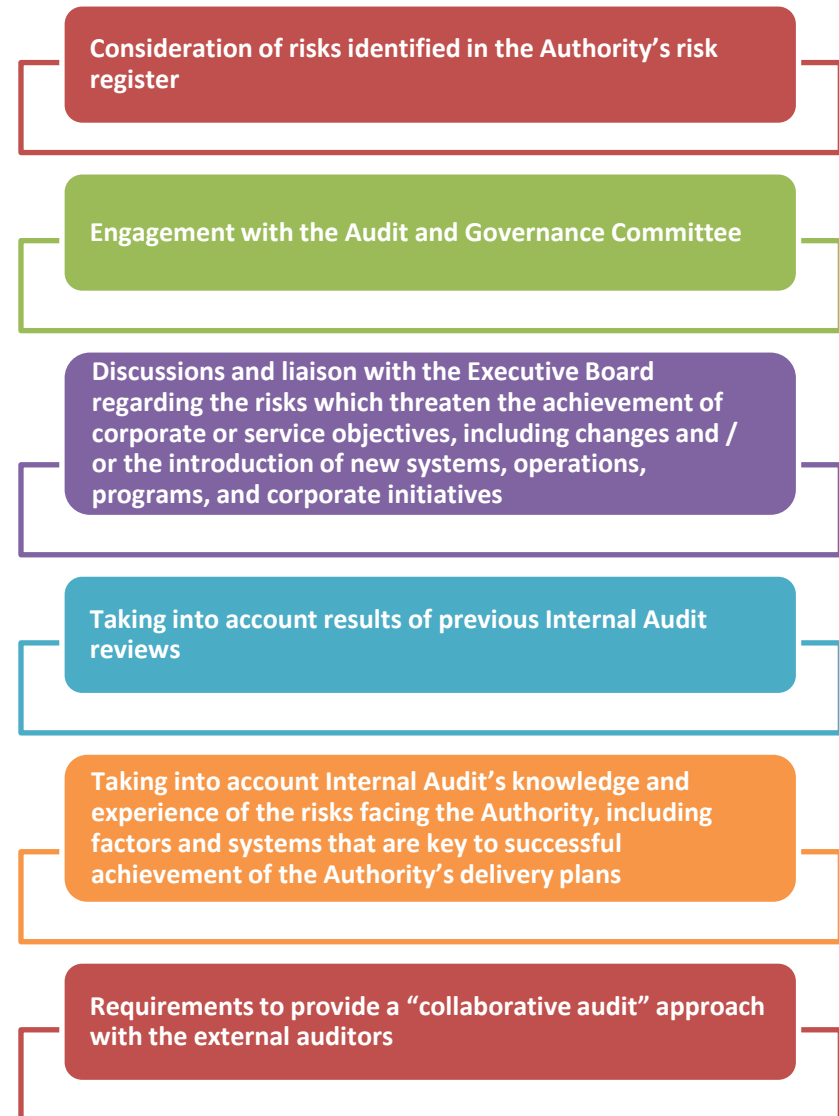 Consideration of risks identified in the Authority’s risk
register
Engagement with the Audit and Governance Committee
Discussions and liaison with the Executive Board
regarding the risks which threaten the achievement of
corporate or service objectives, including changes and /
or the introduction of new systems, operations,
programs, and corporate initiatives
Taking into account results of previous Internal Audit
reviews
Taking into account Internal Audit’s knowledge and
experience of the risks facing the Authority, including
factors and systems that are key to successful
achievement of the Authority’s delivery plans
Requirements to provide a “collaborative audit” approach
with the external auditors